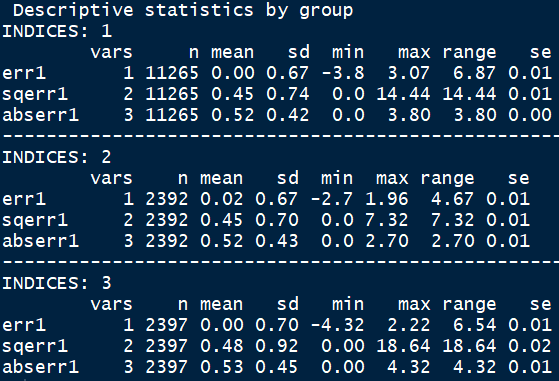 Descriptive statistics by group
INDICES: 1
vars n mean sd min max range se
err1 1 11265 0.00 0.67 -3.8 3.07 6.87 0.01
sqerr1 2 11265 0.45 0.74 0.0 14.44 14.44 0.01
abserr1 3 11265 0.52 0.42 0.0 3.80 3.80 0.00
------------------------------------------------------------
INDICES: 2
vars n mean sd min max range se
err1 1 2392 0.02 0.67 -2.7 1.96 4.67 0.01
sqerr1 2 2392 0.45 0.70 0.0 7.32 7.32 0.01
abserr1 3 2392 0.52 0.43 0.0 2.70 2.70 0.01
------------------------------------------------------------
INDICES: 3
vars n mean sd min max range se
err1 1 2397 0.00 0.70 -4.32 2.22 6.54 0.01
sqerr1 2 2397 0.48 0.92 0.00 18.64 18.64 0.02
abserr1 3 2397 0.53 0.45 0.00 4.32 4.32 0.01